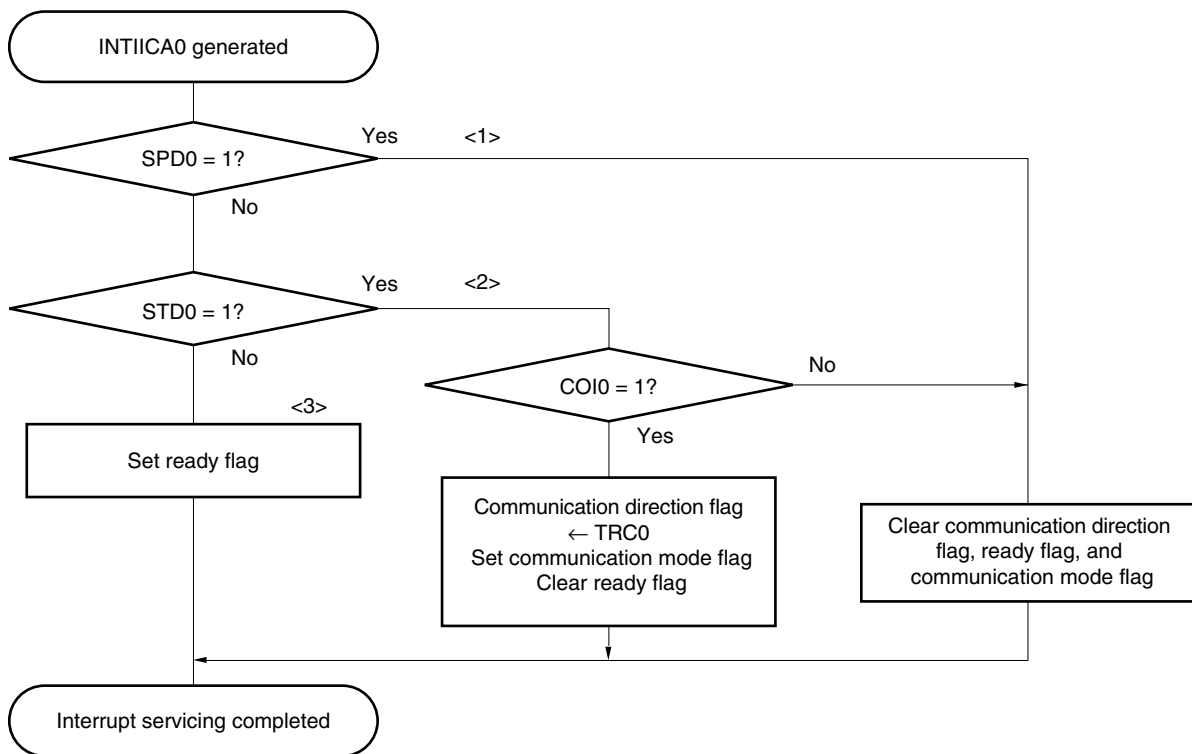 INTIICA0 generated
Yes
<1>
SPD0 = 1?
No
Yes
<2>
STD0 = 1?
No
COI0 = 1?
No
Yes
<3>
Set ready flag
Communication direction flag
← TRC0
Set communication mode flag
Clear ready flag
Clear communication direction
flag, ready flag, and
communication mode flag
Interrupt servicing completed